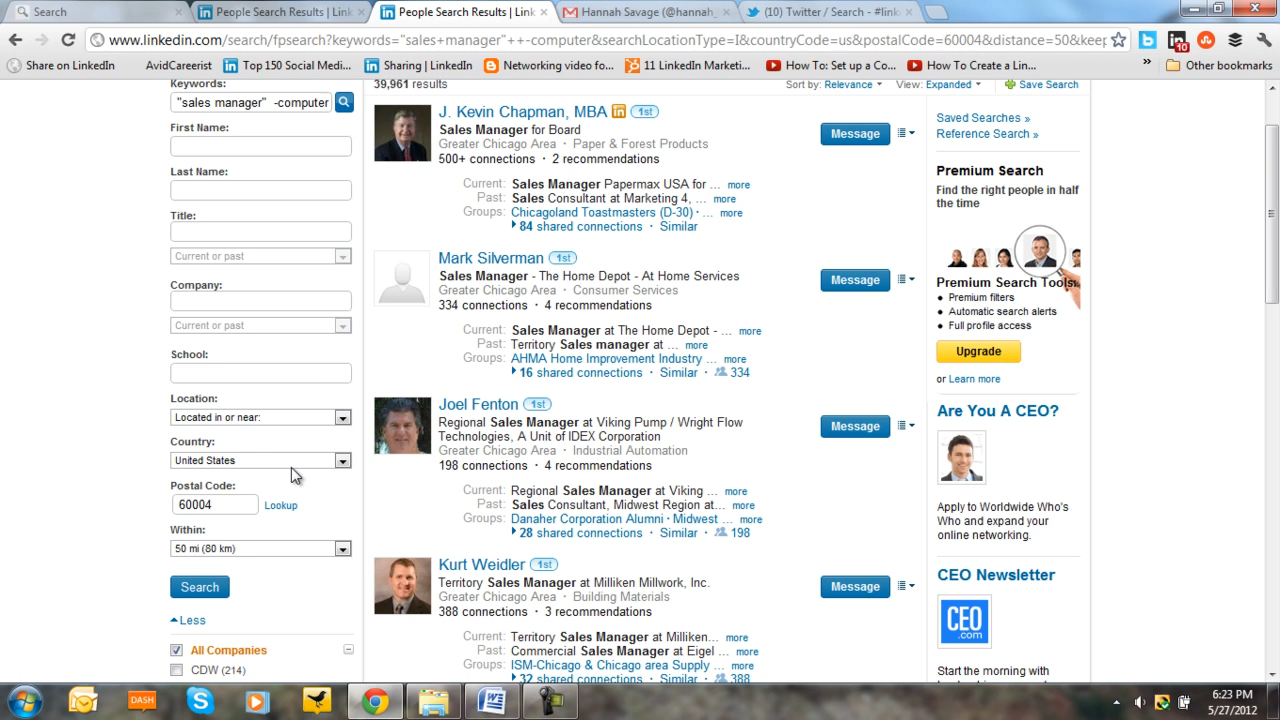 Search
People Search Results | Link
People Search Results | Link
Hannah Savage (@hannah_
(10) Twitter / Search - #link
www.linkedin.com/search/fpsearch?keywords="sales+manager"++-computer&searchLocationType=I&countryCode=us&postalCode=60004&distance=50&keep
10
Share on LinkedIn
AvidCareerist
Top 150 Social Medi...
Sharing | LinkedIn
Networking video fo...
11 LinkedIn Marketi...
How To: Set up a Co...
How To Create a Lin...
»
Other bookmarks
Keywords:
"sales manager" -computer
First Name:
Last Name:
Title:
Current or past
Company:
Current or past
School:
Location:
Located in or near:
Country:
United States
Postal Code:
60004
Lookup
Within:
50 mi (80 km)
Search
Less
All Companies
CDW (214)
39,961 results
Sort by: Relevance
View: Expanded
Save Search
J. Kevin Chapman, MBA in 1st
Message
Sales Manager for Board
Greater Chicago Area · Paper & Forest Products
500+ connections · 2 recommendations
Current: Sales Manager Papermax USA for ... more
Past: Sales Consultant at Marketing 4, ... more
Groups: Chicagoland Toastmasters (D-30) · ... more
84 shared connections · Similar
Mark Silverman 1st
Message
Sales Manager - The Home Depot - At Home Services
Greater Chicago Area · Consumer Services
334 connections · 4 recommendations
Current: Sales Manager at The Home Depot - ... more
Past: Territory Sales manager at ... more
Groups: AHMA Home Improvement Industry ... more
16 shared connections · Similar · 334
Joel Fenton 1st
Message
Regional Sales Manager at Viking Pump / Wright Flow
Technologies, A Unit of IDEX Corporation
Greater Chicago Area · Industrial Automation
198 connections · 4 recommendations
Current: Regional Sales Manager at Viking ... more
Past: Sales Consultant, Midwest Region at... more
Groups: Danaher Corporation Alumni · Midwest ... more
28 shared connections · Similar · 198
Kurt Weidler 1st
Message
Territory Sales Manager at Milliken Millwork, Inc.
Greater Chicago Area · Building Materials
388 connections · 3 recommendations
Current: Territory Sales Manager at Milliken... more
Past: Commercial Sales Manager at Eigel ... more
Groups: ISM-Chicago & Chicago area Supply ... more
32 shared connections · Similar · 388
Saved Searches »
Reference Search »
Premium Search
Find the right people in half
the time
Premium Search Tools:
● Premium filters
● Automatic search alerts
● Full profile access
Upgrade
or Learn more
Are You A CEO?
Apply to Worldwide Who's
Who and expand your
online networking.
CEO Newsletter
CEO
.com
Start the morning with
DASH
6:23 PM
5/27/2012